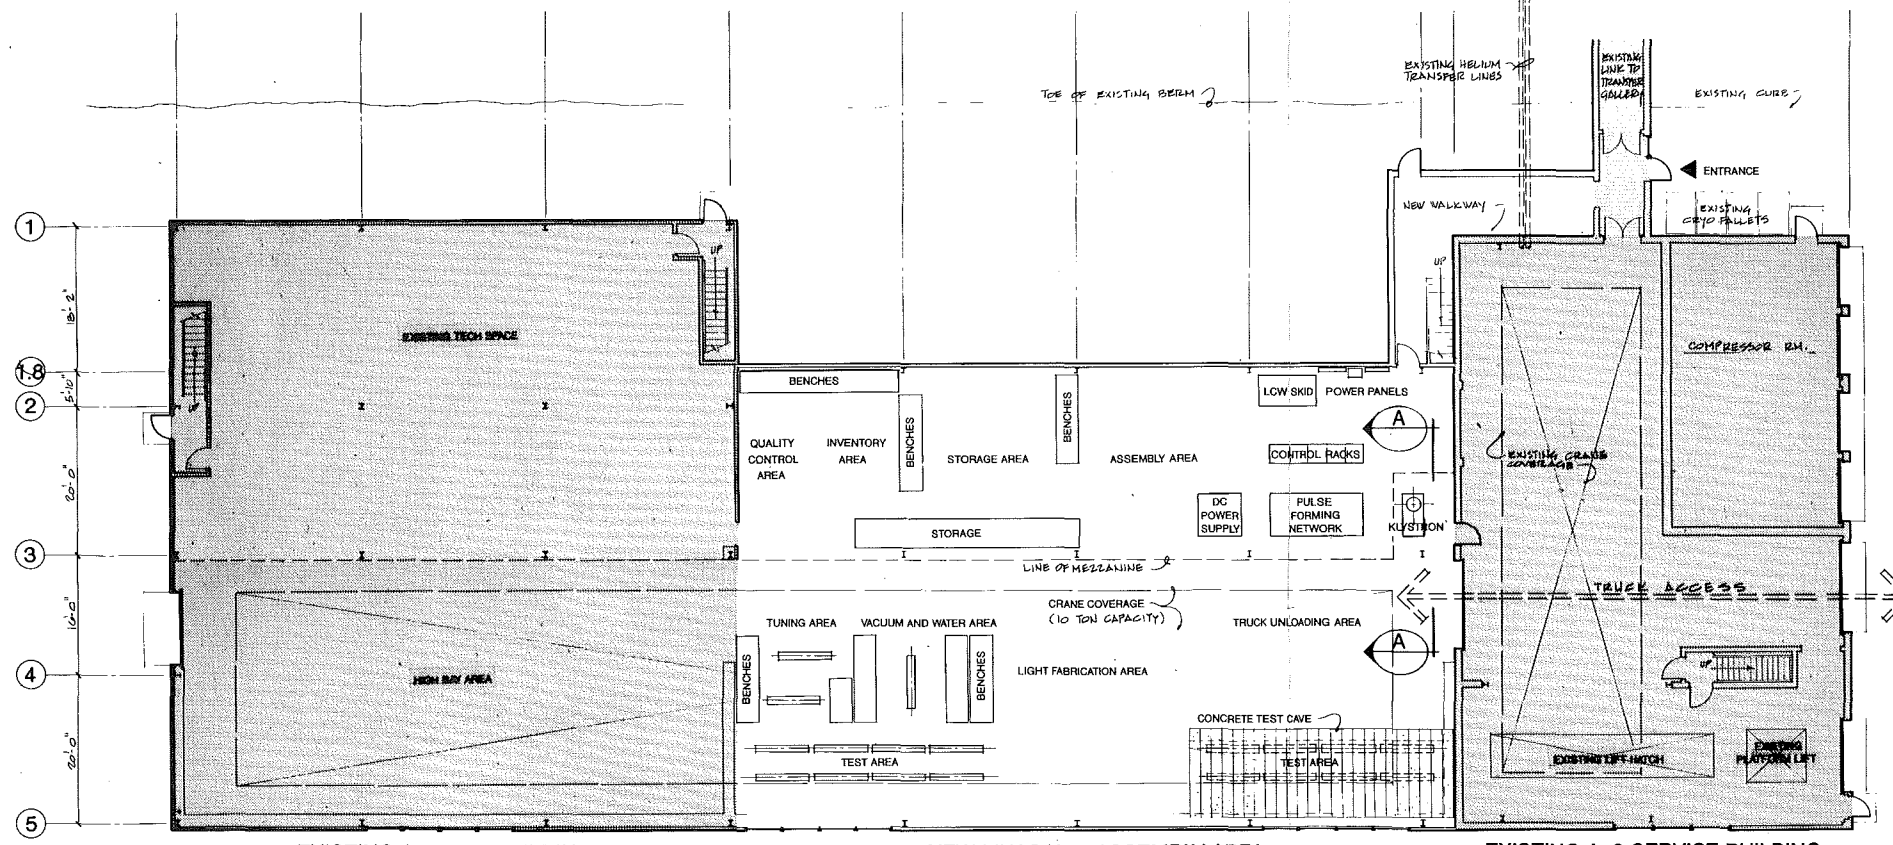 EXISTING HELIUM
TRANSFER LINES
EXISTING
LINK TO
TRANSFER
GALLERY
TOE OF EXISTING BERM
EXISTING CURB
ENTRANCE
NEW WALKWAY
EXISTING
CRYO PALLETS
1
UP
UP
18'-2"
EXISTING TECH SPACE
COMPRESSOR RM.
1.8
5'-10"
2
UP
BENCHES
LCW SKID
POWER PANELS
BENCHES
BENCHES
A
QUALITY
CONTROL
AREA
INVENTORY
AREA
STORAGE AREA
ASSEMBLY AREA
CONTROL RACKS
EXISTING CRANE
COVERAGE
20'-0"
DC
POWER
SUPPLY
PULSE
FORMING
NETWORK
KLYSTRON
STORAGE
3
LINE OF MEZZANINE
TRUCK ACCESS
16'-0"
CRANE COVERAGE
(10 TON CAPACITY)
TUNING AREA
VACUUM AND WATER AREA
TRUCK UNLOADING AREA
A
4
HIGH BAY AREA
BENCHES
BENCHES
LIGHT FABRICATION AREA
UP
CONCRETE TEST CAVE
20'-0"
TEST AREA
TEST AREA
EXISTING LIFT HATCH
EXISTING
PLATFORM LIFT
5
EXISTING A-0 SERVICE BUILDING